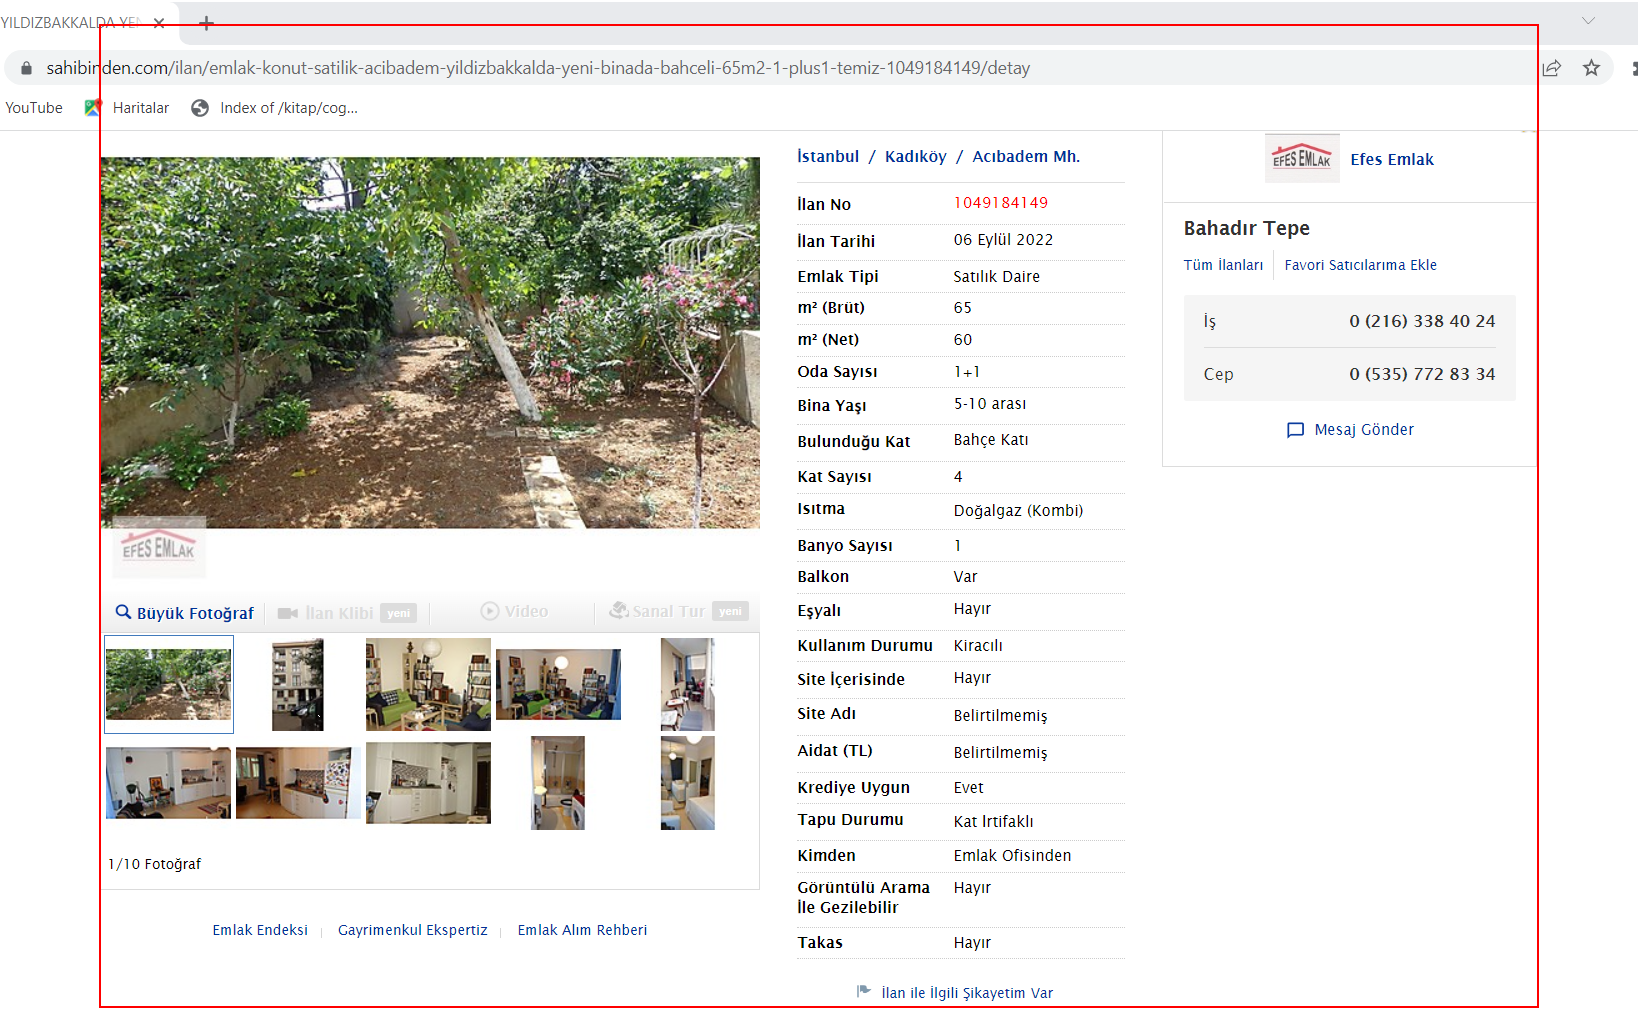 YILDIZBAKKALDA YEN
sahibinden.com/ilan/emlak-konut-satilik-acibadem-yildizbakkalda-yeni-binada-bahceli-65m2-1-plus1-temiz-1049184149/detay
YouTube
Haritalar
Index of /kitap/cog...
EFES EMLAK
Büyük Fotoğraf
İlan Klibi yeni
Video
Sanal Tur yeni
1/10 Fotoğraf
Emlak Endeksi
Gayrimenkul Ekspertiz
Emlak Alım Rehberi
İstanbul / Kadıköy / Acıbadem Mh.
İlan No 1049184149
İlan Tarihi 06 Eylül 2022
Emlak Tipi Satılık Daire
m² (Brüt) 65
m² (Net) 60
Oda Sayısı 1+1
Bina Yaşı 5-10 arası
Bulunduğu Kat Bahçe Katı
Kat Sayısı 4
Isıtma Doğalgaz (Kombi)
Banyo Sayısı 1
Balkon Var
Eşyalı Hayır
Kullanım Durumu Kiracılı
Site İçerisinde Hayır
Site Adı Belirtilmemiş
Aidat (TL) Belirtilmemiş
Krediye Uygun Evet
Tapu Durumu Kat İrtifaklı
Kimden Emlak Ofisinden
Görüntülü Arama Hayır
İle Gezilebilir
Takas Hayır
İlan ile İlgili Şikayetim Var
EFES EMLAK
Efes Emlak
Bahadır Tepe
Tüm İlanları
Favori Satıcılarıma Ekle
İş 0 (216) 338 40 24
Cep 0 (535) 772 83 34
Mesaj Gönder